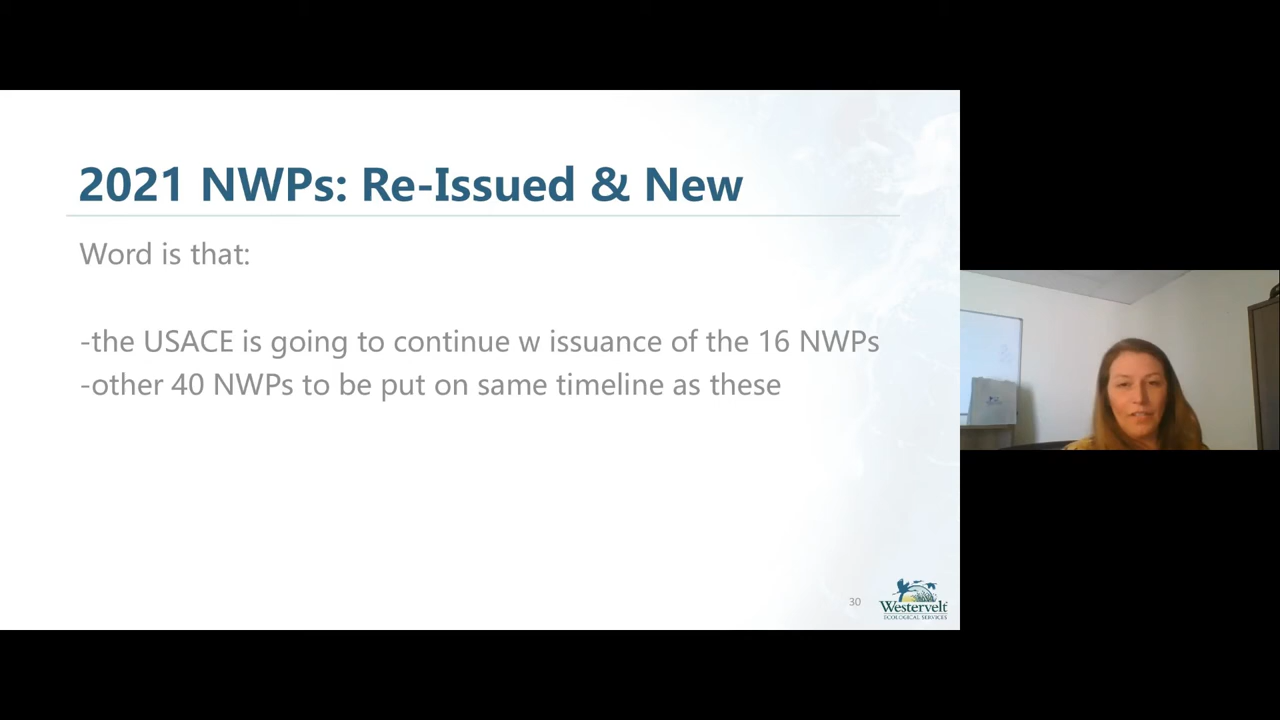 2021 NWPs: Re-Issued & New
Word is that:
-the USACE is going to continue w issuance of the 16 NWPs
-other 40 NWPs to be put on same timeline as these
30
Westervelt
ECOLOGICAL SERVICES